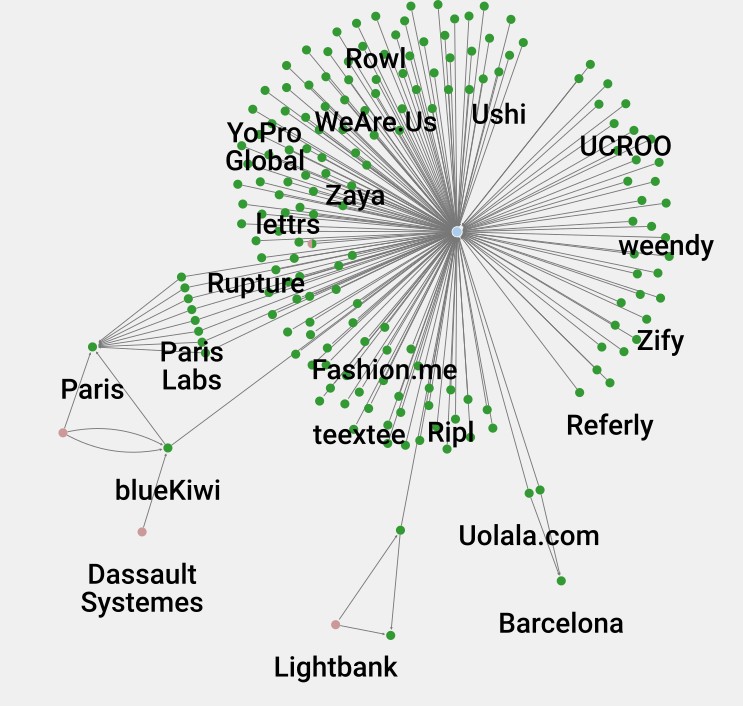 Rowl
Ushi
WeAre.Us
YoPro
Global
UCROO
Zaya
lettrs
weendy
Rupture
Zify
Paris
Labs
Fashion.me
Paris
Referly
teextee
Ripl
blueKiwi
Uolala.com
Dassault
Systemes
Barcelona
Lightbank